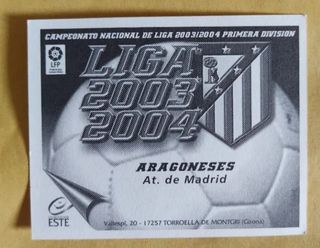 CAMPEONATO NACIONAL DE LIGA 2003/2004 PRIMERA DIVISION
LFP
LIGA
2003
2004
ARAGONESES
At. de Madrid
ESTE
Vallespí, 20 - 17257 TORROELLA DE MONTGRI (Girona)